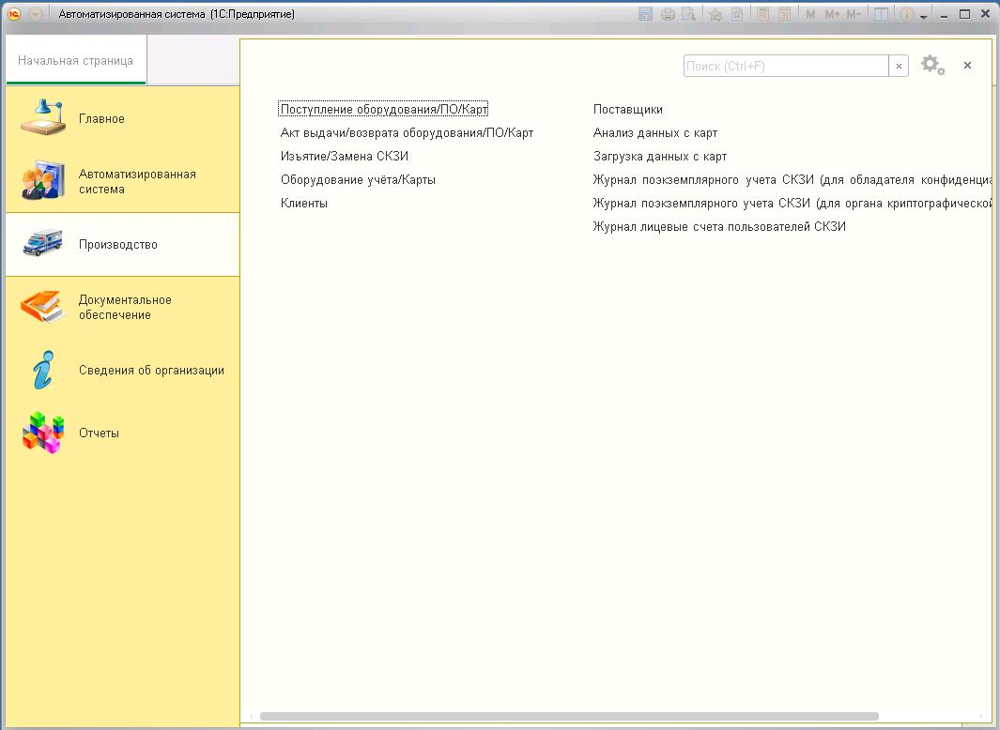 Автоматизированная система (1С:Предприятие)
M M+ M-
Начальная страница
Поиск (Ctrl+F)
Главное
Автоматизированная
система
Производство
Документальное
обеспечение
Сведения об организации
Отчеты
Поступление оборудования/ПО/Карт
Акт выдачи/возврата оборудования/ПО/Карт
Изъятие/Замена СКЗИ
Оборудование учёта/Карты
Клиенты
Поставщики
Анализ данных с карт
Загрузка данных с карт
Журнал поэкземплярного учета СКЗИ (для обладателя конфиденциа
Журнал поэкземплярного учета СКЗИ (для органа криптографической
Журнал лицевые счета пользователей СКЗИ